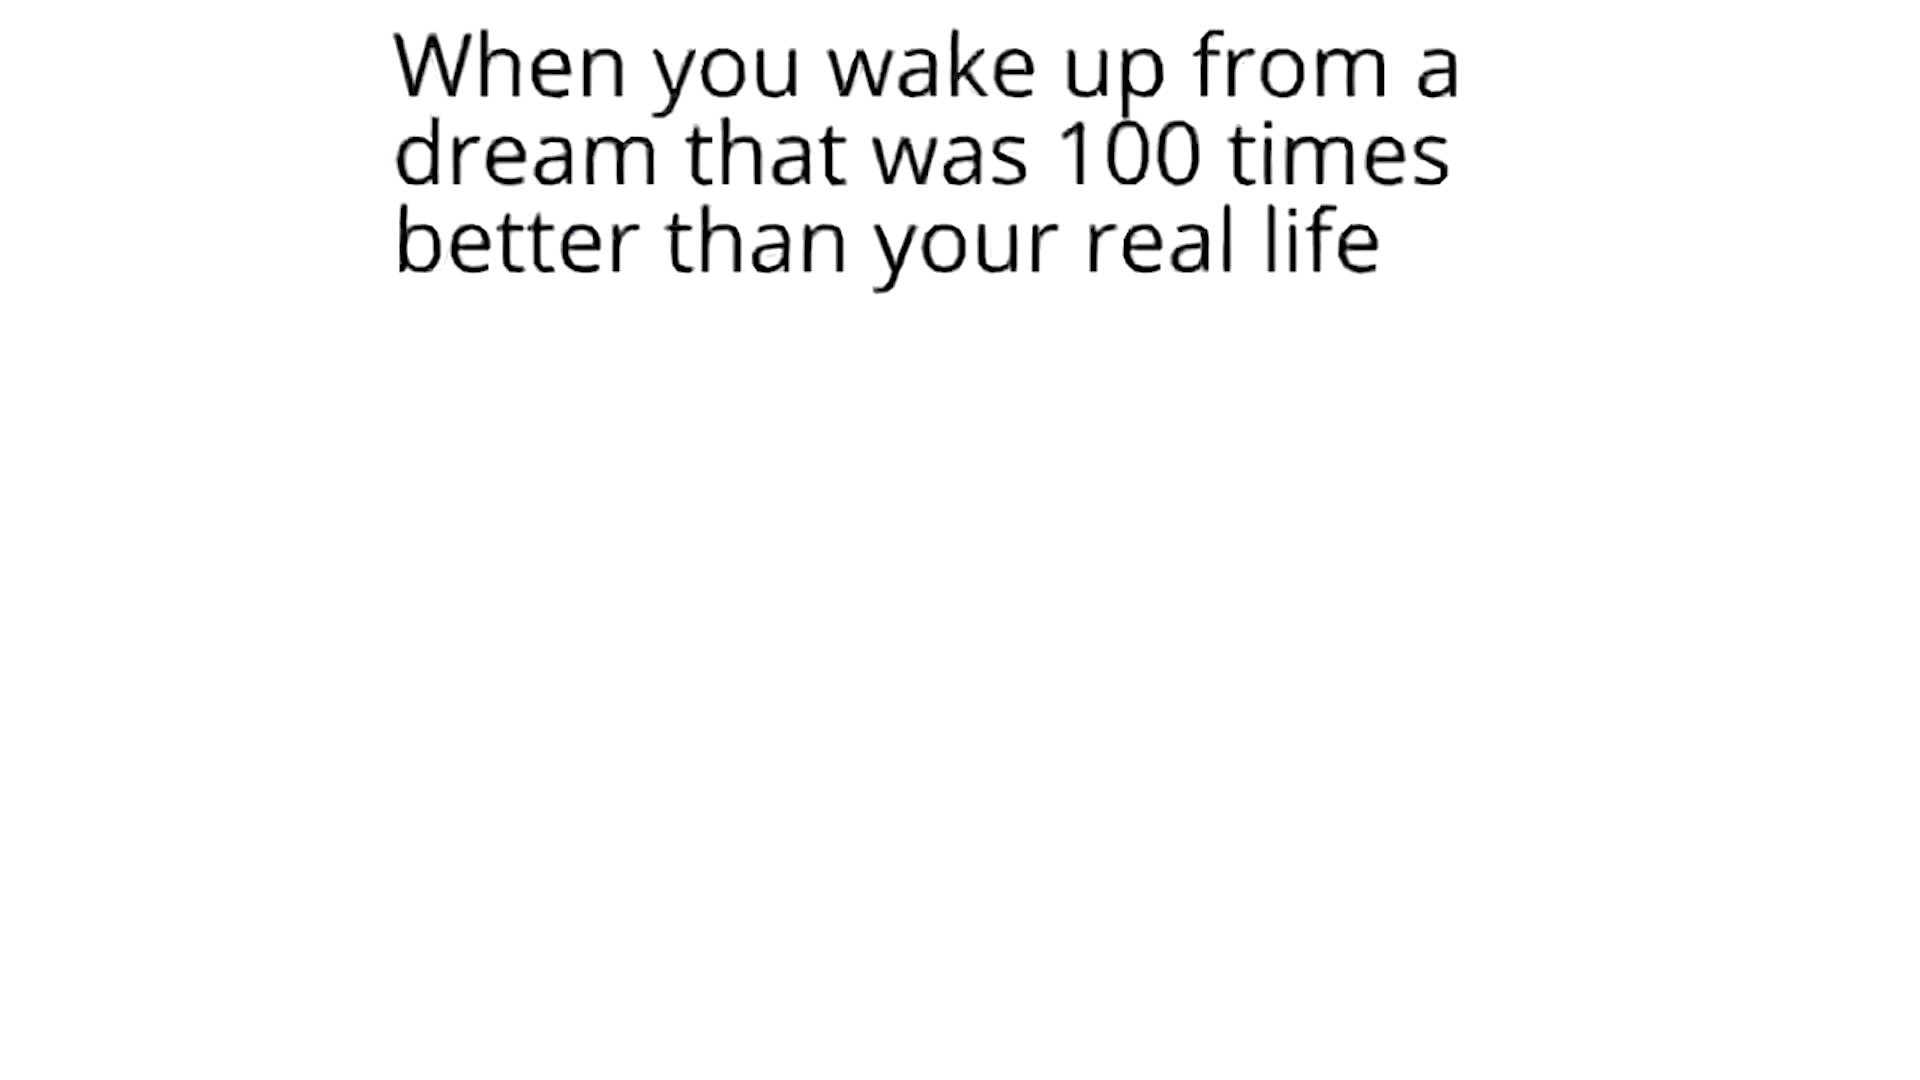 When you wake up from a
dream that was 100 times
better than your real life